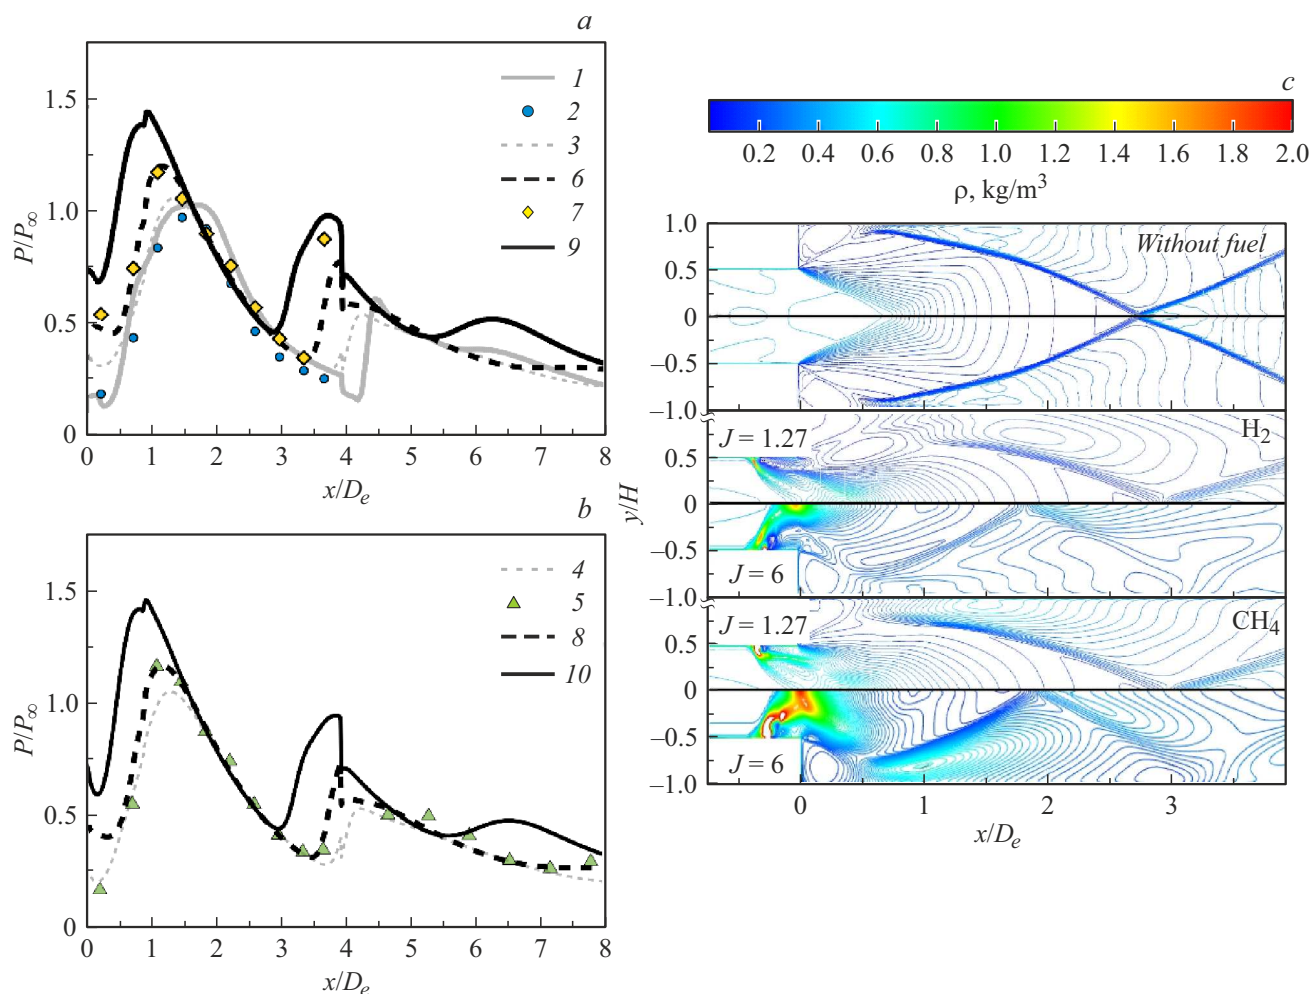 a
1.5
1.0
0.5
0
P/P∞
1
2
3
6
7
9
0 1 2 3 4 5 6 7 8
x/Dₑ
b
1.5
1.0
0.5
0
P/P∞
4
5
8
10
0 1 2 3 4 5 6 7 8
x/Dₑ
c
0.2 0.4 0.6 0.8 1.0 1.2 1.4 1.6 1.8 2.0
ρ, kg/m³
y/H
1.0
0.5
0
–0.5
–1.0
Without fuel
0.5
0
–0.5
–1.0
J = 1.27
H₂
J = 6
0.5
0
–0.5
–1.0
J = 1.27
CH₄
J = 6
0 1 2 3
x/Dₑ